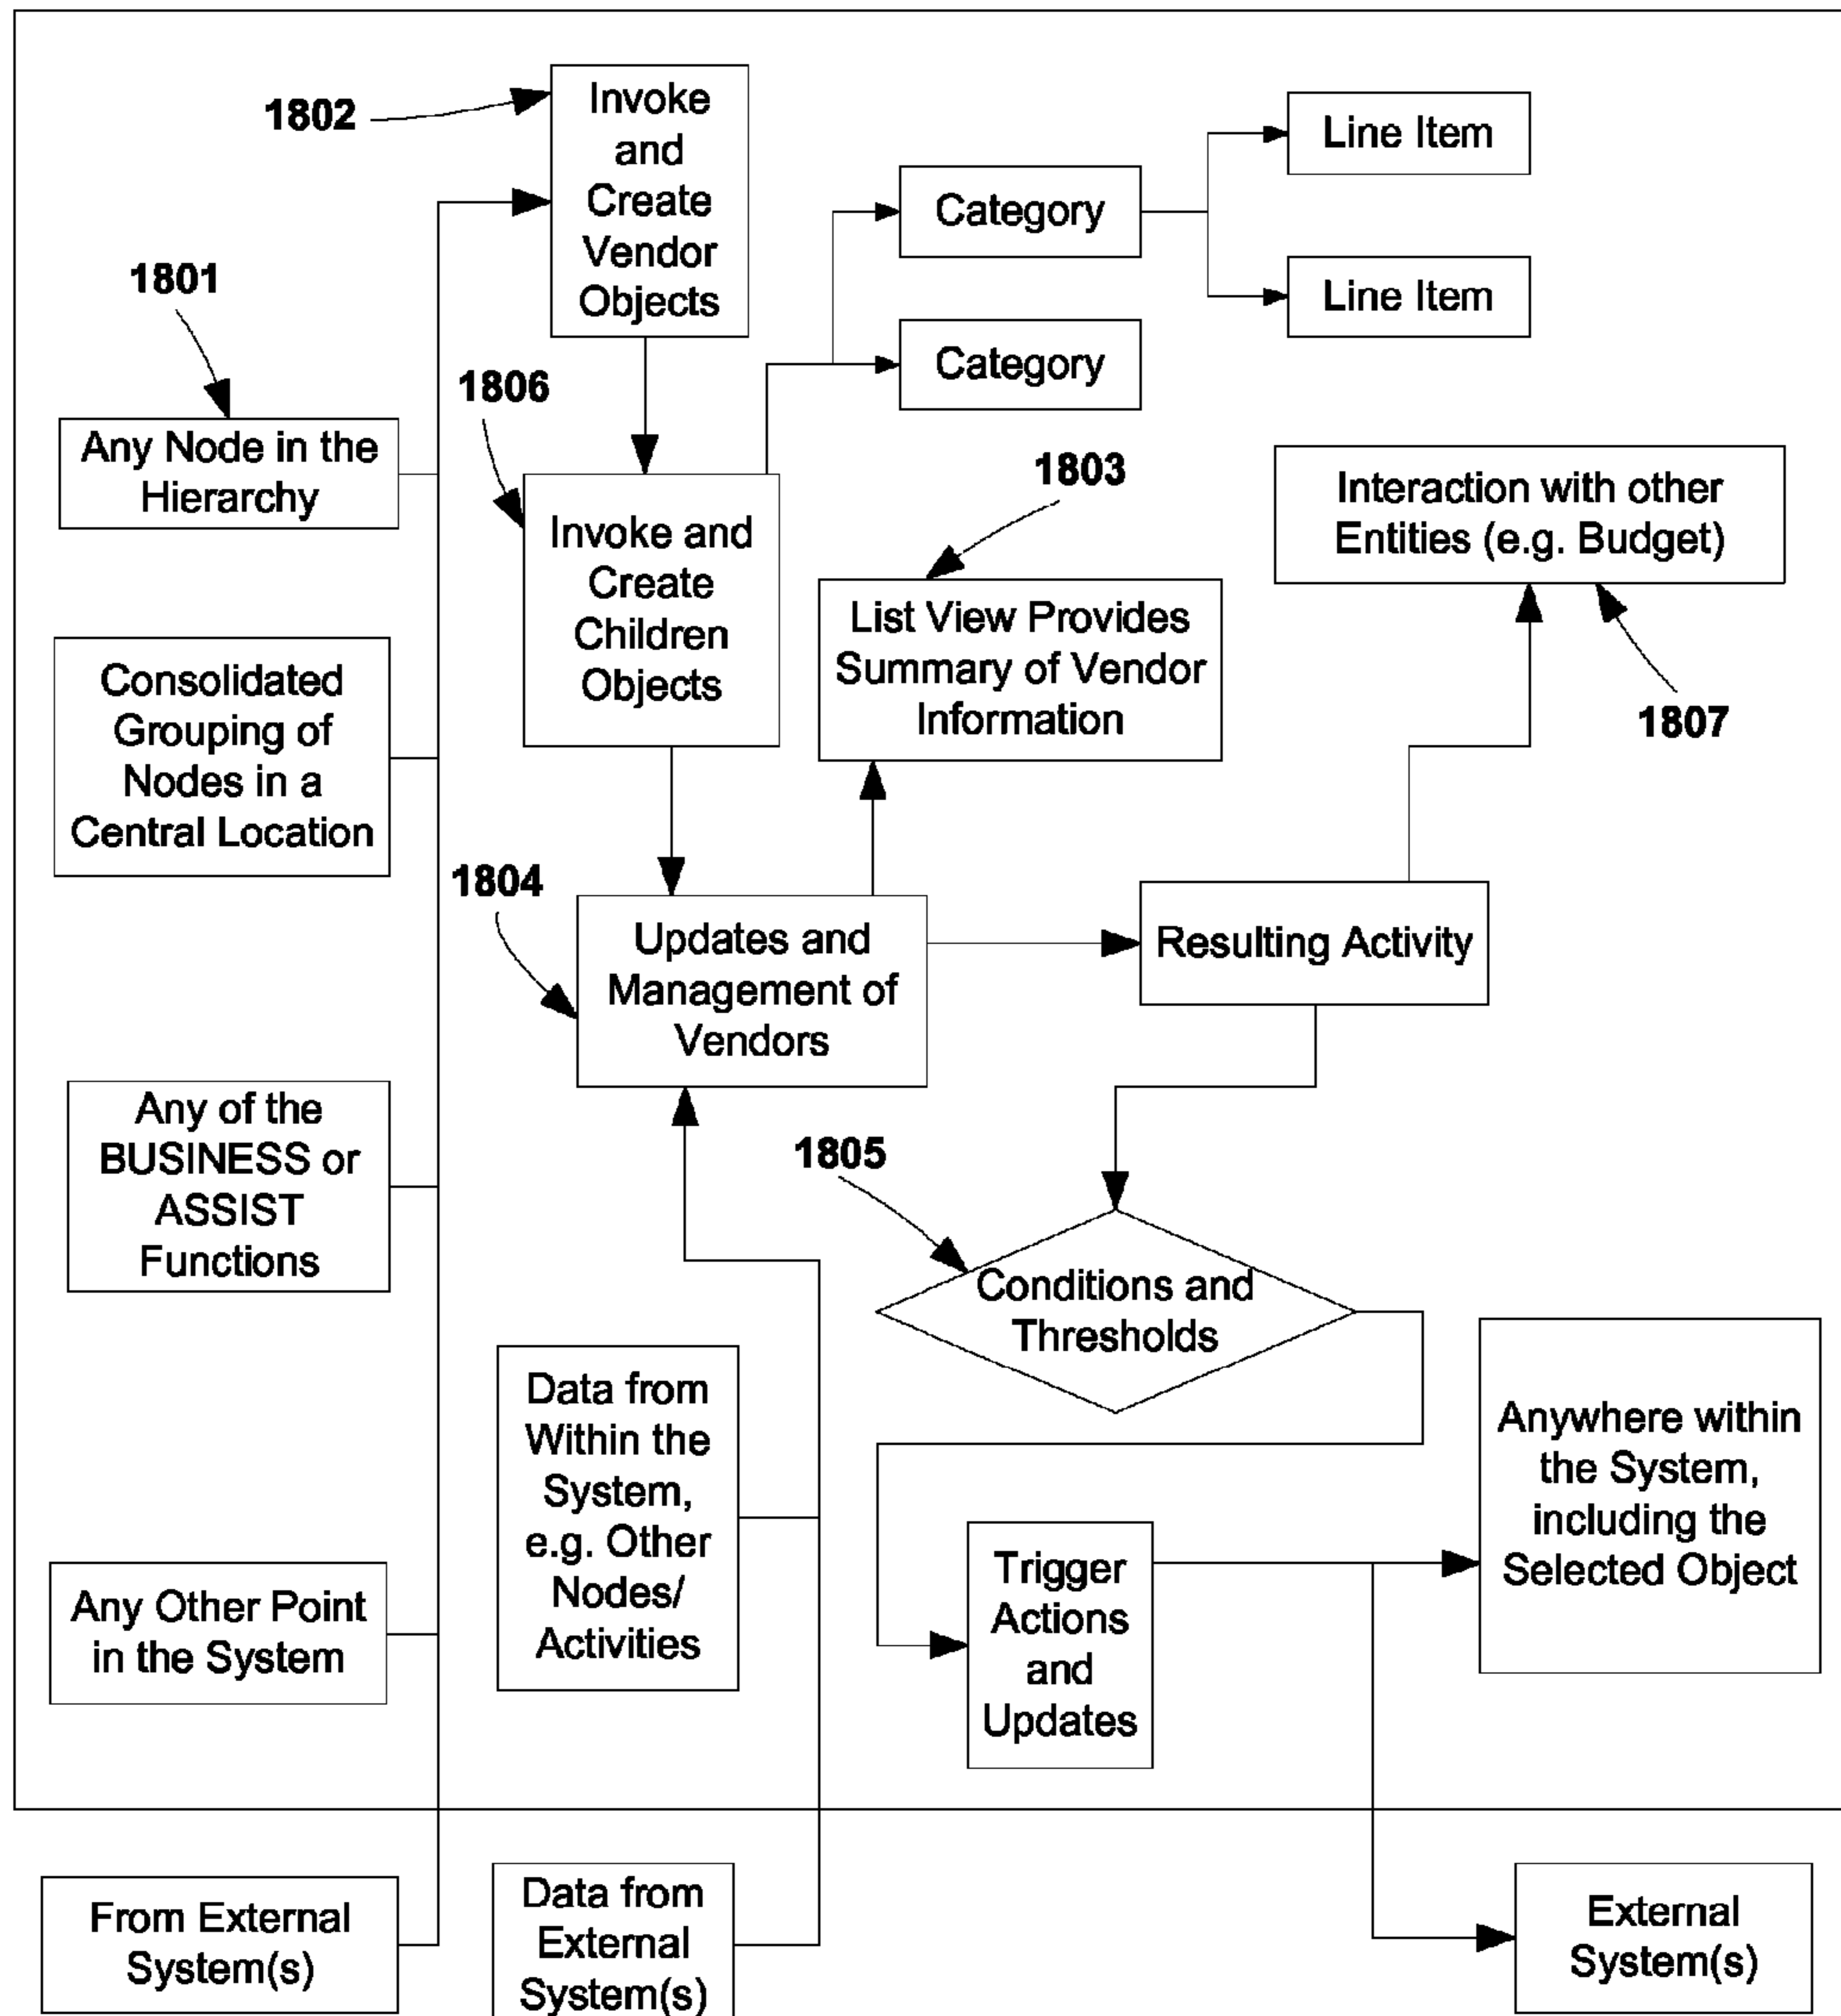 1802
Invoke
and
Create
Vendor
Objects
Line Item
Category
Line Item
1801
Category
1806
Any Node in the
Hierarchy
1803
Interaction with other
Entities (e.g. Budget)
Invoke and
Create
Children
Objects
List View Provides
Summary of Vendor
Information
Consolidated
Grouping of
Nodes in a
Central Location
1807
1804
Updates and
Management of
Vendors
Resulting Activity
Any of the
BUSINESS or
ASSIST
Functions
1805
Conditions and
Thresholds
Data from
Within the
System,
e.g. Other
Nodes/
Activities
Anywhere within
the System,
including the
Selected Object
Any Other Point
in the System
Trigger
Actions
and
Updates
From External
System(s)
Data from
External
System(s)
External
System(s)